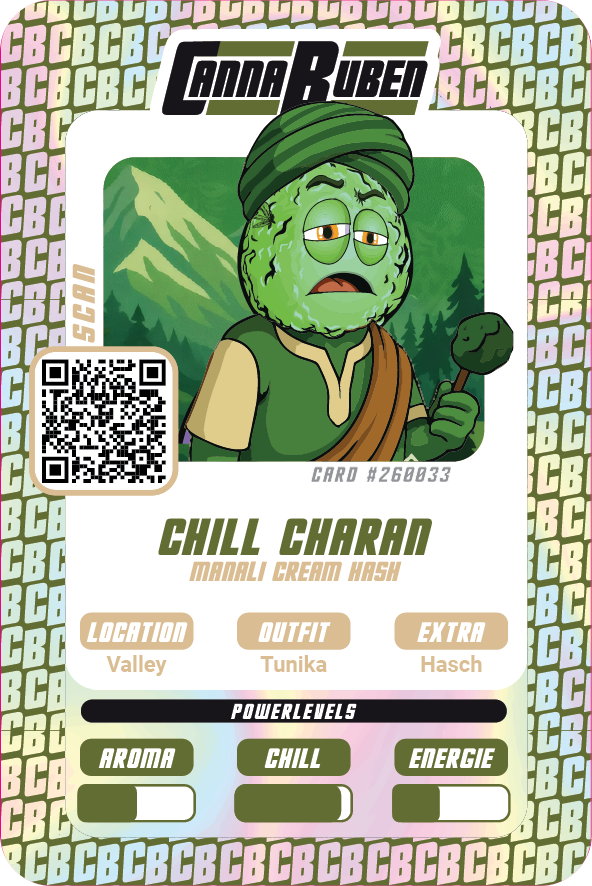 CANNARUBEN
SCAN
CARD #260033
CHILL CHARAN
MANALI CREAM HASH
LOCATION OUTFIT EXTRA
Valley Tunika Hasch
POWERLEVELS
AROMA CHILL ENERGIE